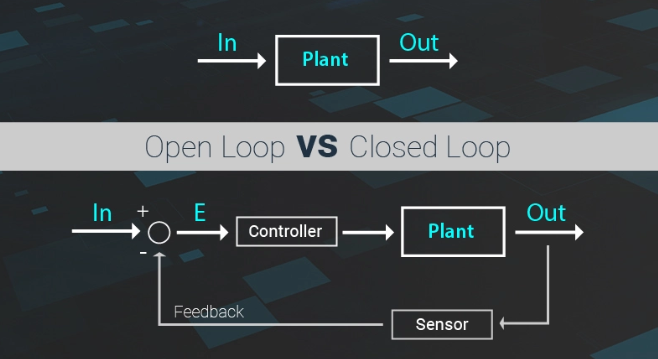 In
Plant
Out
Open Loop VS Closed Loop
In
+
-
E
Controller
Plant
Out
Feedback
Sensor